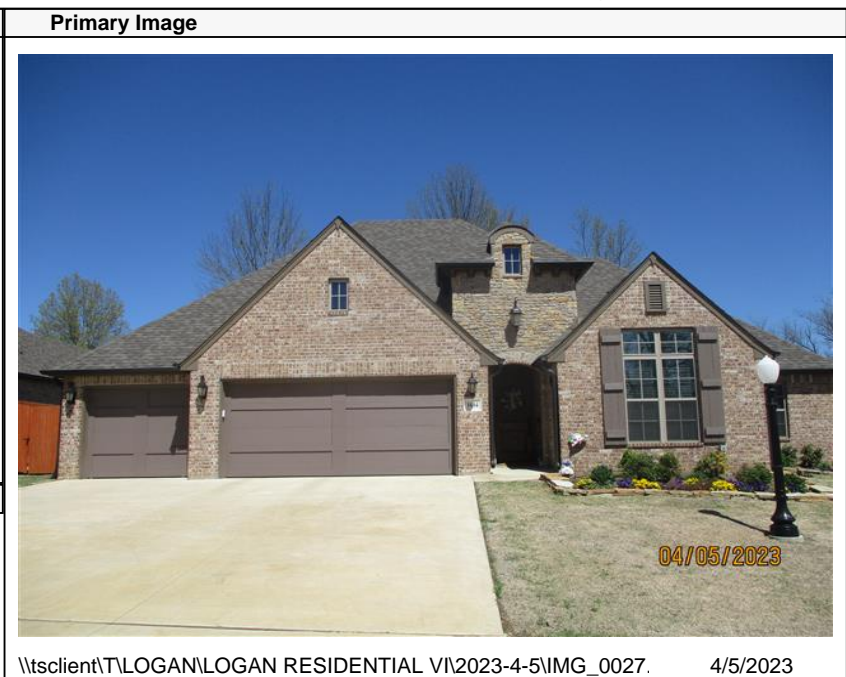 Primary Image
04/05/2023
\\tsclient\T\LOGAN\LOGAN RESIDENTIAL VI\2023-4-5\IMG_0027. 4/5/2023